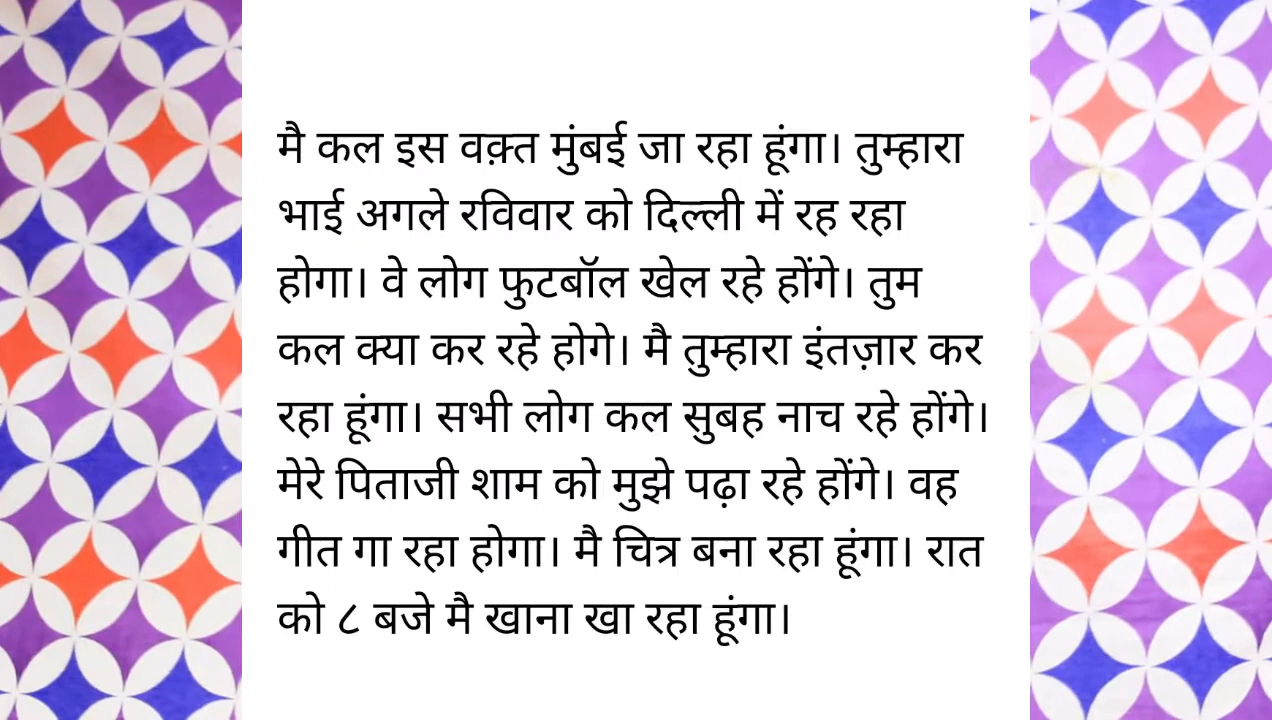 मै कल इस वक़्त मुंबई जा रहा हूंगा। तुम्हारा
भाई अगले रविवार को दिल्ली में रह रहा
होगा। वे लोग फुटबॉल खेल रहे होंगे। तुम
कल क्या कर रहे होगे। मै तुम्हारा इंतज़ार कर
रहा हूंगा। सभी लोग कल सुबह नाच रहे होंगे।
मेरे पिताजी शाम को मुझे पढ़ा रहे होंगे। वह
गीत गा रहा होगा। मै चित्र बना रहा हूंगा। रात
को ८ बजे मै खाना खा रहा हूंगा।